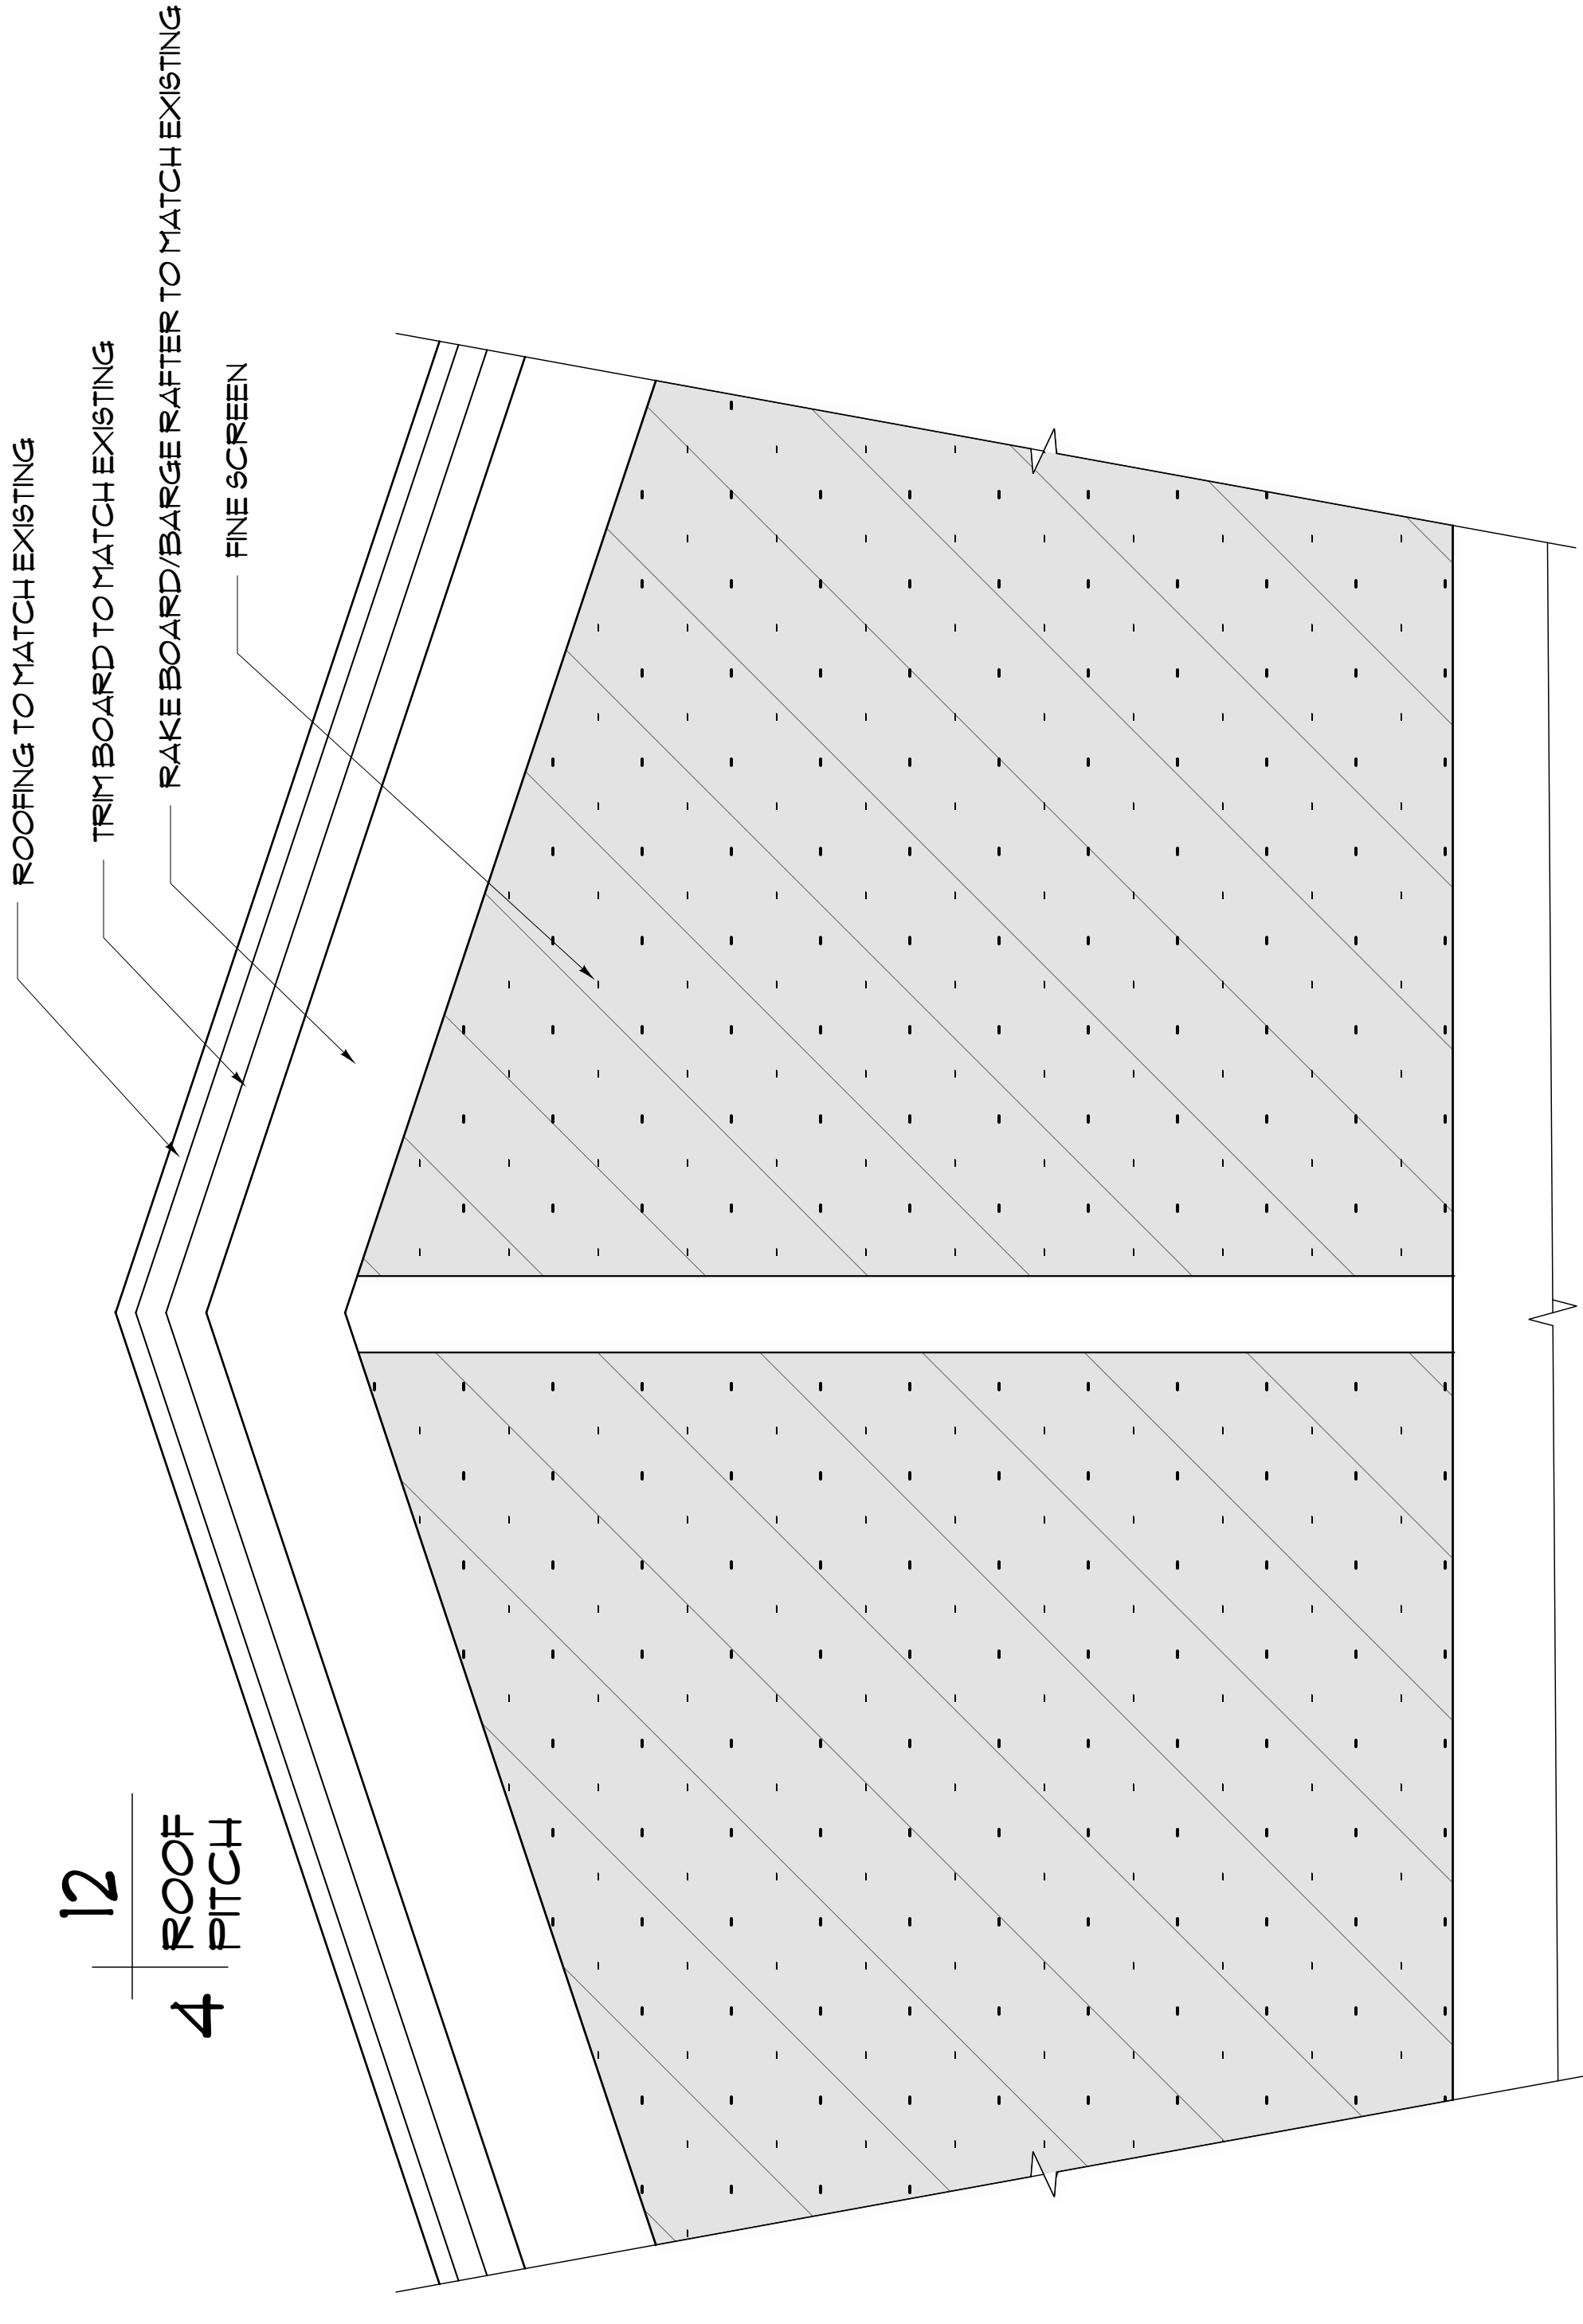 12
4
ROOF
PITCH
ROOFING TO MATCH EXISTING
TRIM BOARD TO MATCH EXISTING
RAKE BOARD/BARGE RAFTER TO MATCH EXISTING
FINE SCREEN